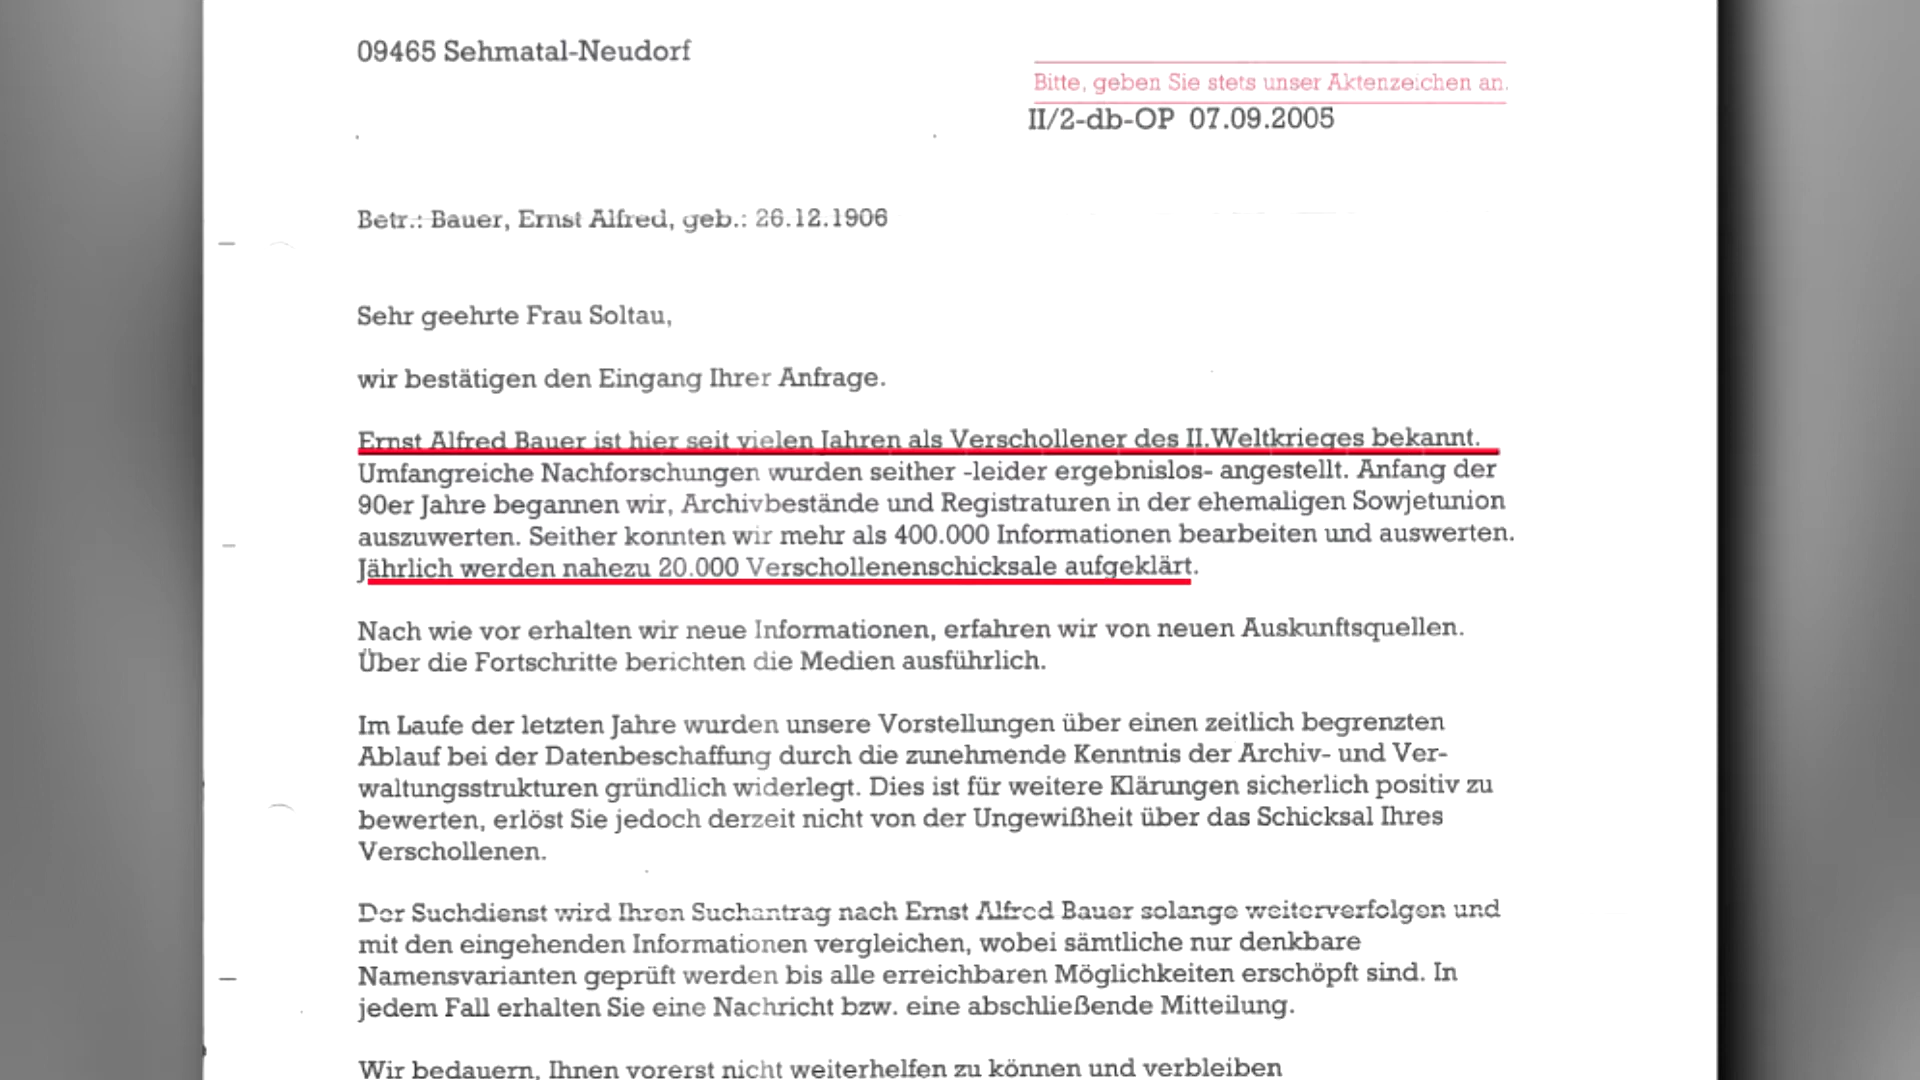 09465 Sehmatal-Neudorf
Bitte, geben Sie stets unser Aktenzeichen an.
II/2-db-OP 07.09.2005
Betr.: Bauer, Ernst Alfred, geb.: 26.12.1906
Sehr geehrte Frau Soltau,
wir bestätigen den Eingang Ihrer Anfrage.
Ernst Alfred Bauer ist hier seit vielen Jahren als Verschollener des II.Weltkrieges bekannt.
Umfangreiche Nachforschungen wurden seither -leider ergebnislos- angestellt. Anfang der
90er Jahre begannen wir, Archivbestände und Registraturen in der ehemaligen Sowjetunion
auszuwerten. Seither konnten wir mehr als 400.000 Informationen bearbeiten und auswerten.
Jährlich werden nahezu 20.000 Verschollenenschicksale aufgeklärt.
Nach wie vor erhalten wir neue Informationen, erfahren wir von neuen Auskunftsquellen.
Über die Fortschritte berichten die Medien ausführlich.
Im Laufe der letzten Jahre wurden unsere Vorstellungen über einen zeitlich begrenzten
Ablauf bei der Datenbeschaffung durch die zunehmende Kenntnis der Archiv- und Ver-
waltungsstrukturen gründlich widerlegt. Dies ist für weitere Klärungen sicherlich positiv zu
bewerten, erlöst Sie jedoch derzeit nicht von der Ungewißheit über das Schicksal Ihres
Verschollenen.
Der Suchdienst wird Ihren Suchantrag nach Ernst Alfred Bauer solange weiterverfolgen und
mit den eingehenden Informationen vergleichen, wobei sämtliche nur denkbare
Namensvarianten geprüft werden bis alle erreichbaren Möglichkeiten erschöpft sind. In
jedem Fall erhalten Sie eine Nachricht bzw. eine abschließende Mitteilung.
Wir bedauern, Ihnen vorerst nicht weiterhelfen zu können und verbleiben